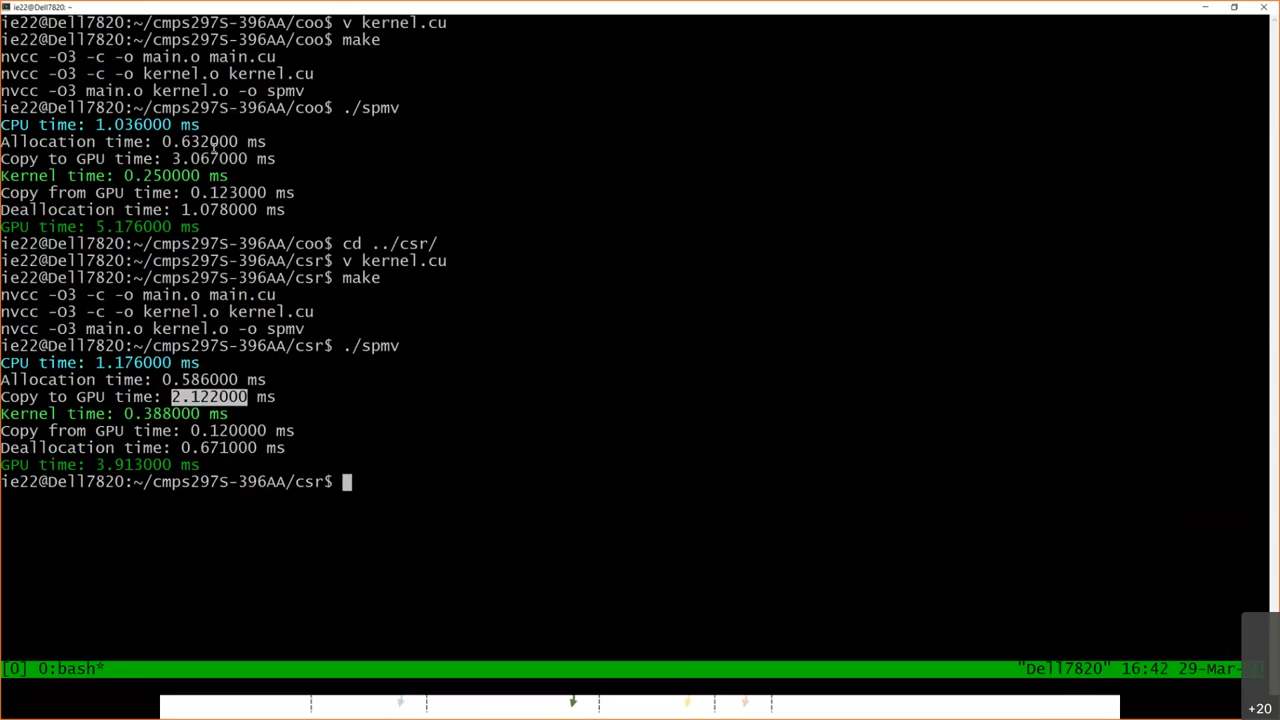 ie22@Dell7820: ~
ie22@Dell7820:~/cmps297S-396AA/coo$ v kernel.cu
ie22@Dell7820:~/cmps297S-396AA/coo$ make
nvcc -O3 -c -o main.o main.cu
nvcc -O3 -c -o kernel.o kernel.cu
nvcc -O3 main.o kernel.o -o spmv
ie22@Dell7820:~/cmps297S-396AA/coo$ ./spmv
CPU time: 1.036000 ms
Allocation time: 0.632000 ms
Copy to GPU time: 3.067000 ms
Kernel time: 0.250000 ms
Copy from GPU time: 0.123000 ms
Deallocation time: 1.078000 ms
GPU time: 5.176000 ms
ie22@Dell7820:~/cmps297S-396AA/coo$ cd ../csr/
ie22@Dell7820:~/cmps297S-396AA/csr$ v kernel.cu
ie22@Dell7820:~/cmps297S-396AA/csr$ make
nvcc -O3 -c -o main.o main.cu
nvcc -O3 -c -o kernel.o kernel.cu
nvcc -O3 main.o kernel.o -o spmv
ie22@Dell7820:~/cmps297S-396AA/csr$ ./spmv
CPU time: 1.176000 ms
Allocation time: 0.586000 ms
Copy to GPU time: 2.122000 ms
Kernel time: 0.388000 ms
Copy from GPU time: 0.120000 ms
Deallocation time: 0.671000 ms
GPU time: 3.913000 ms
ie22@Dell7820:~/cmps297S-396AA/csr$
[0] 0:bash* "Dell7820" 16:42 29-Mar-
+20